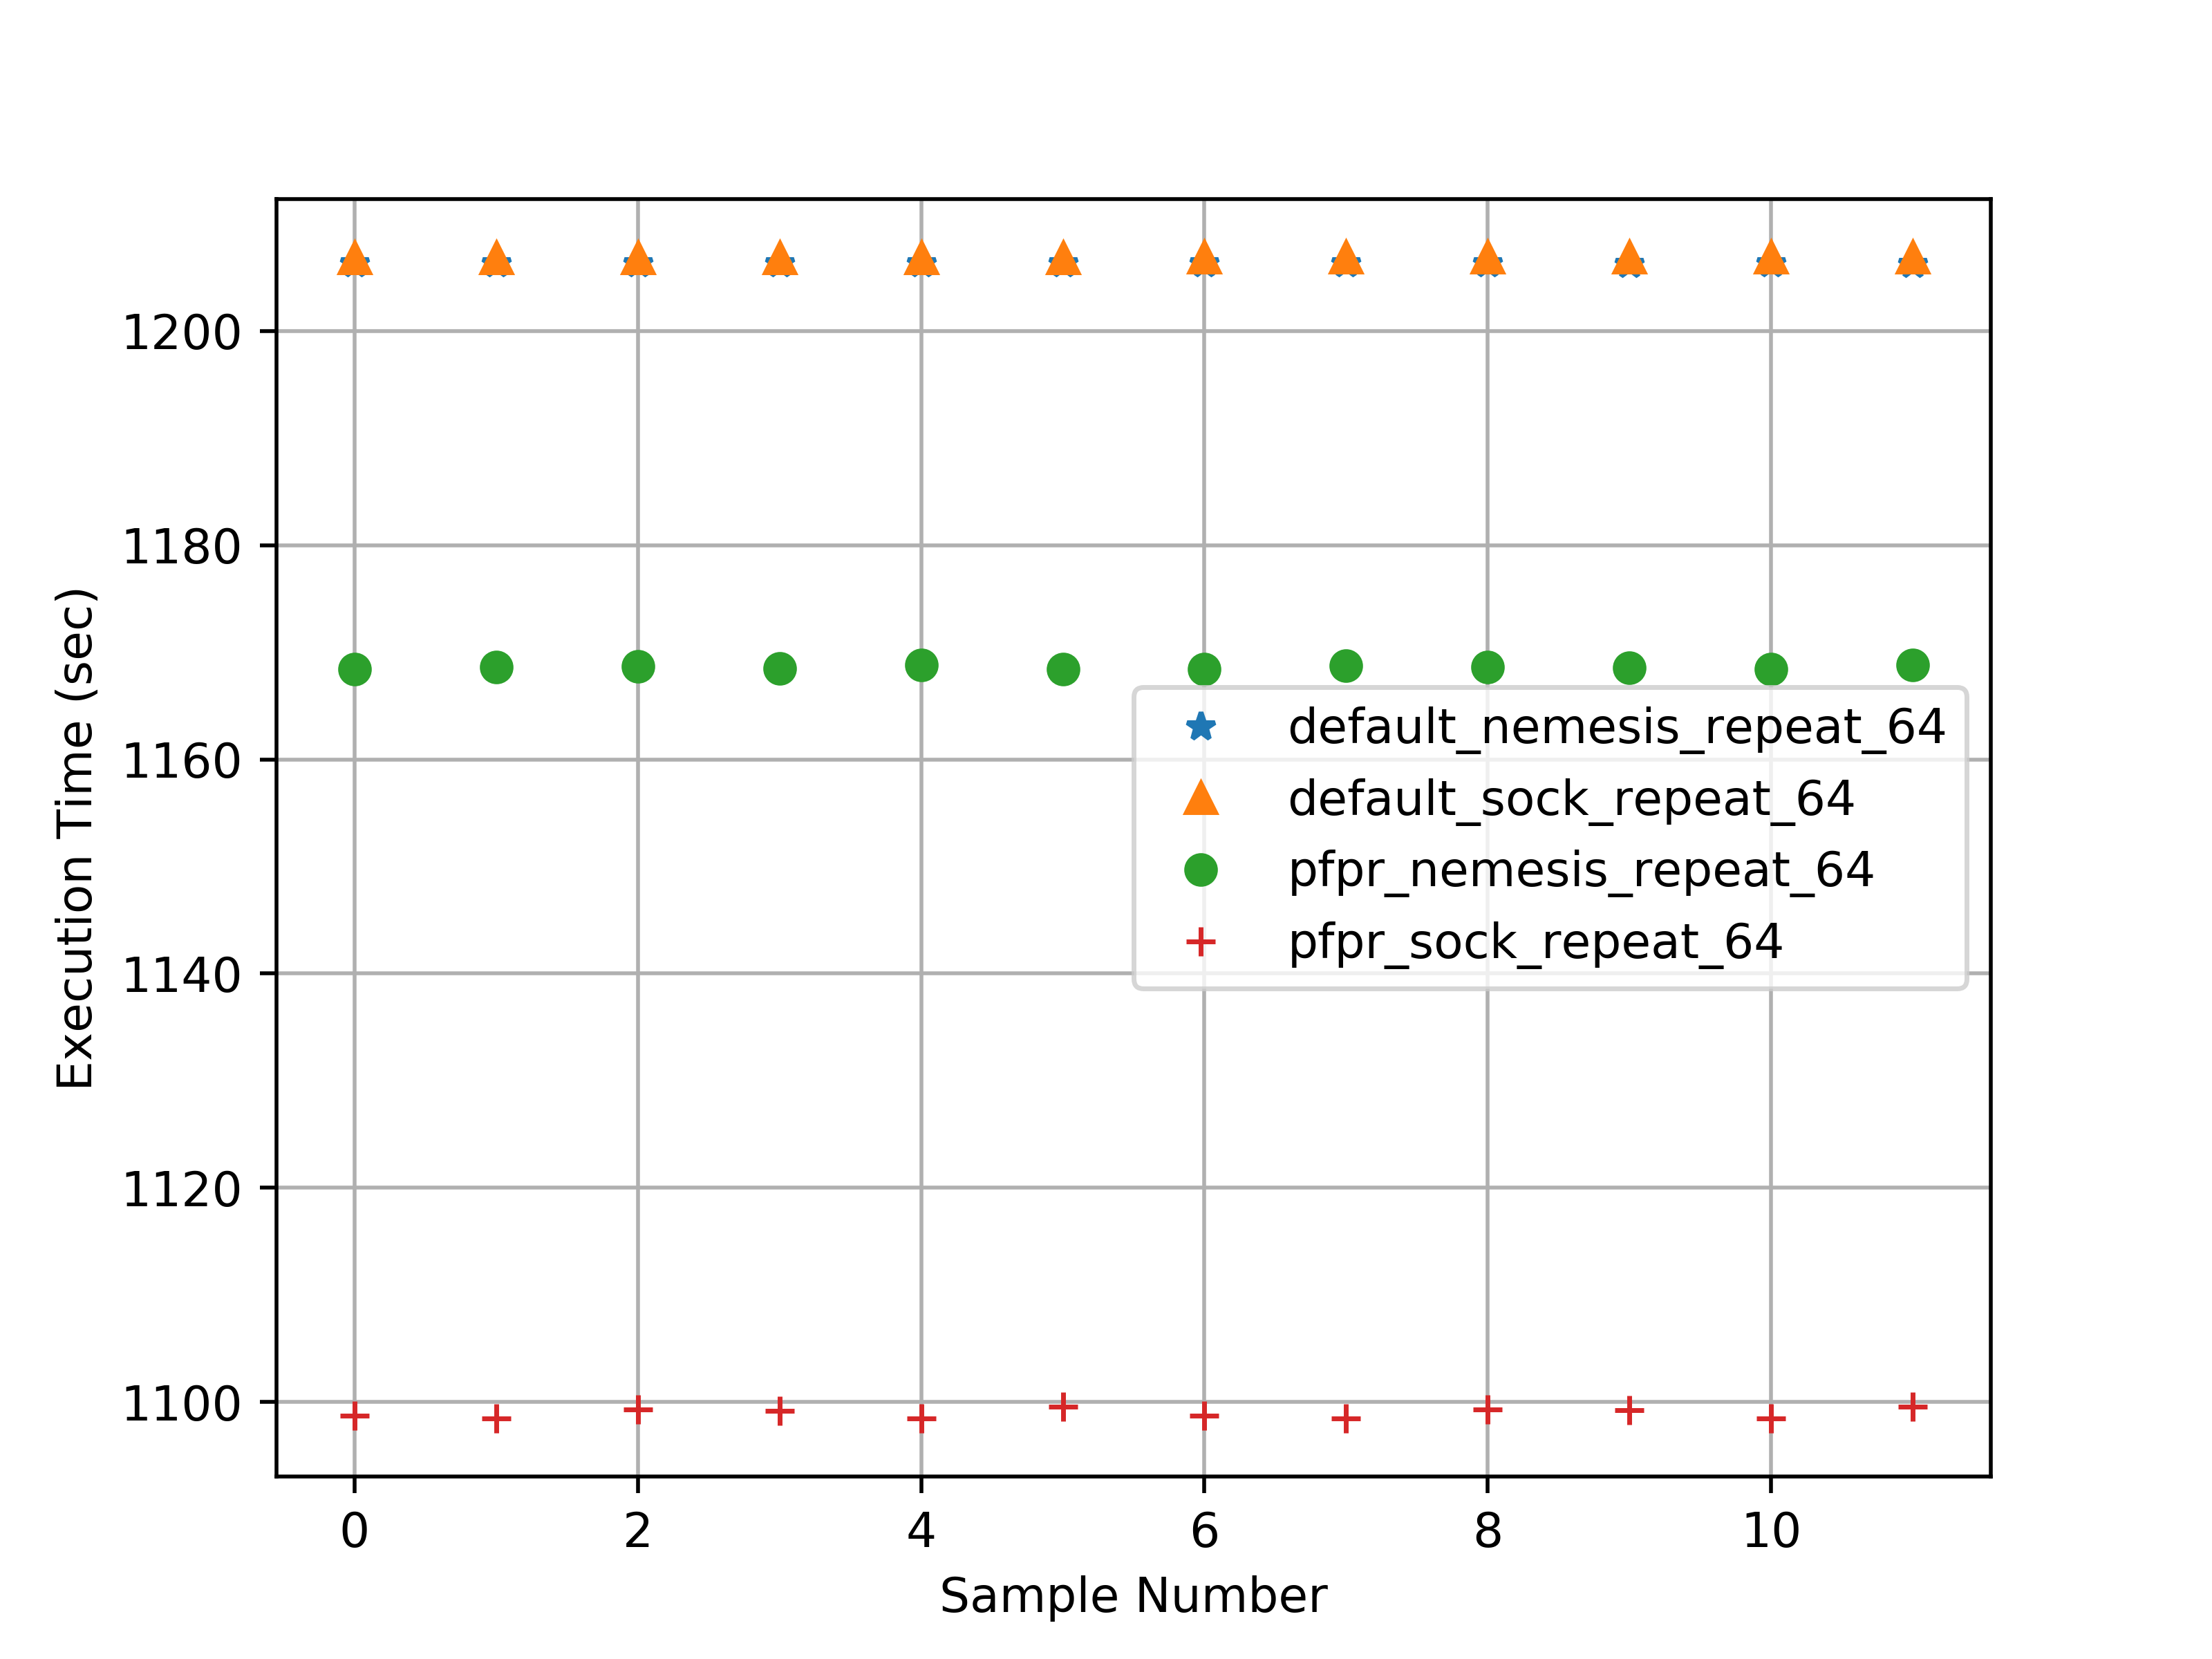 1200
1180
1160
1140
1120
1100
Execution Time (sec)
default_nemesis_repeat_64
default_sock_repeat_64
pfpr_nemesis_repeat_64
pfpr_sock_repeat_64
0 2 4 6 8 10
Sample Number